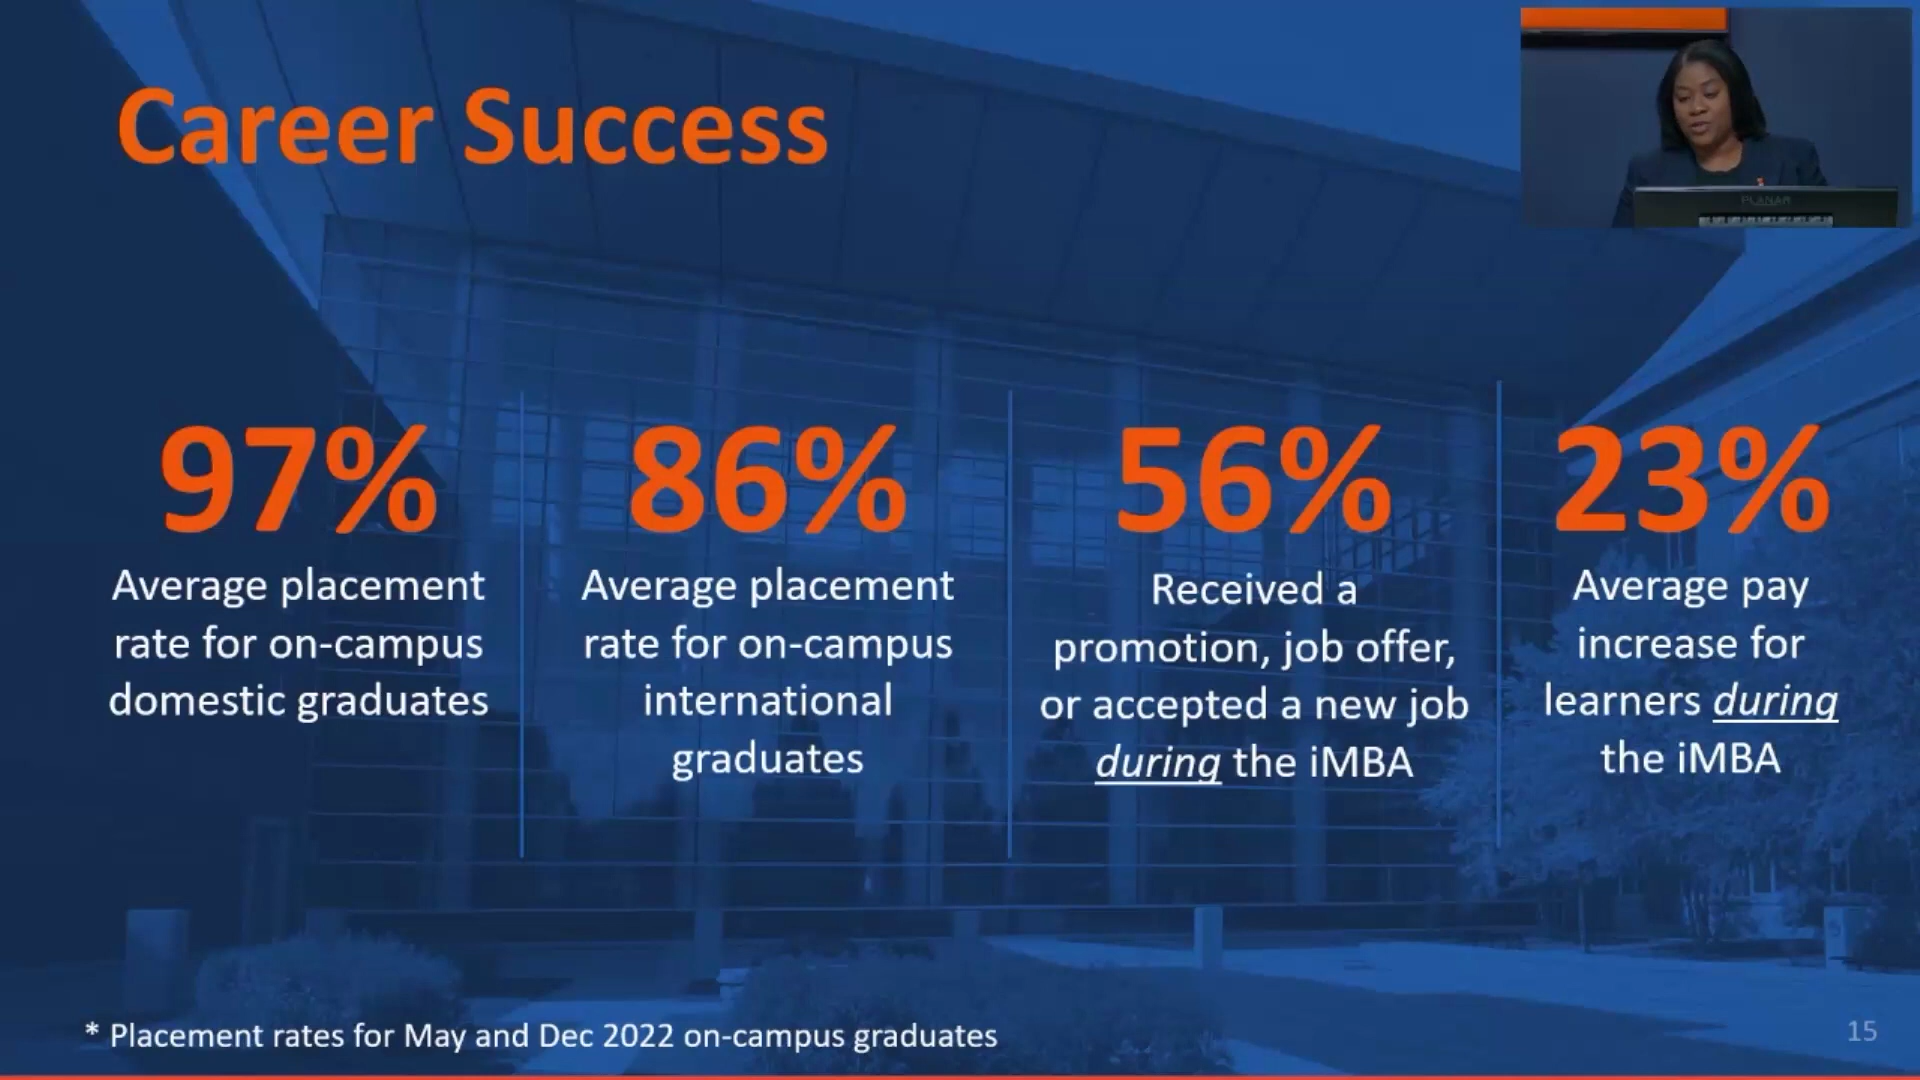 Career Success
PLANAR
97%
Average placement
rate for on-campus
domestic graduates
86%
Average placement
rate for on-campus
international
graduates
56%
Received a
promotion, job offer,
or accepted a new job
during the iMBA
23%
Average pay
increase for
learners during
the iMBA
* Placement rates for May and Dec 2022 on-campus graduates
15